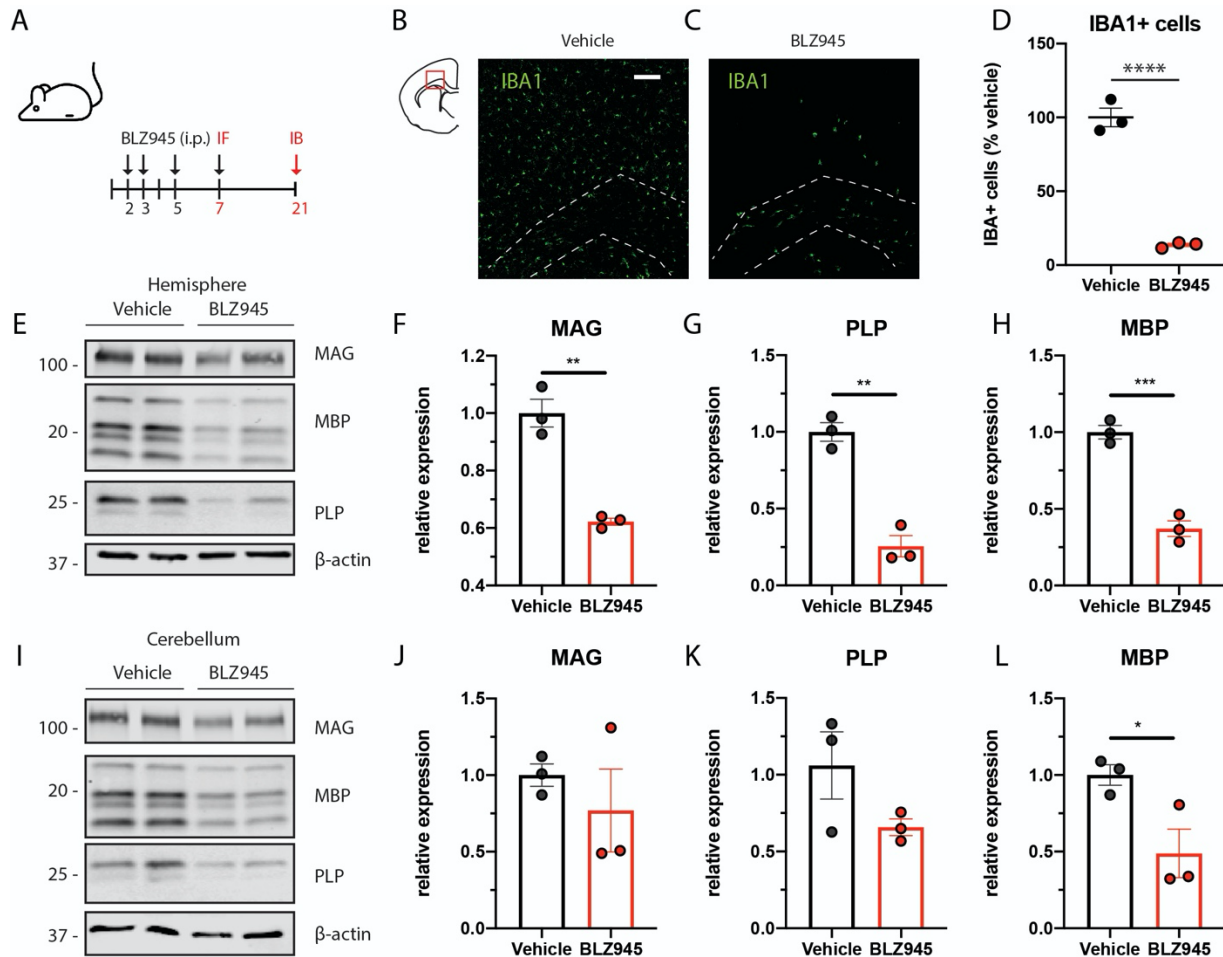 A
BLZ945 (i.p.) IF IB
2 3 5 7 21
B
Vehicle
IBA1
C
BLZ945
IBA1
D
IBA1+ cells
****
IBA+ cells (% vehicle)
150
100
50
0
Vehicle BLZ945
E
Hemisphere
Vehicle BLZ945
100 - MAG
20 - MBP
25 - PLP
37 - β-actin
F
MAG
**
relative expression
1.2
1.0
0.8
0.6
0.4
Vehicle BLZ945
G
PLP
**
relative expression
1.5
1.0
0.5
0.0
Vehicle BLZ945
H
MBP
***
relative expression
1.5
1.0
0.5
0.0
Vehicle BLZ945
I
Cerebellum
Vehicle BLZ945
100 - MAG
20 - MBP
25 - PLP
37 - β-actin
J
MAG
relative expression
1.5
1.0
0.5
0.0
Vehicle BLZ945
K
PLP
relative expression
1.5
1.0
0.5
0.0
Vehicle BLZ945
L
MBP
*
relative expression
1.5
1.0
0.5
0.0
Vehicle BLZ945